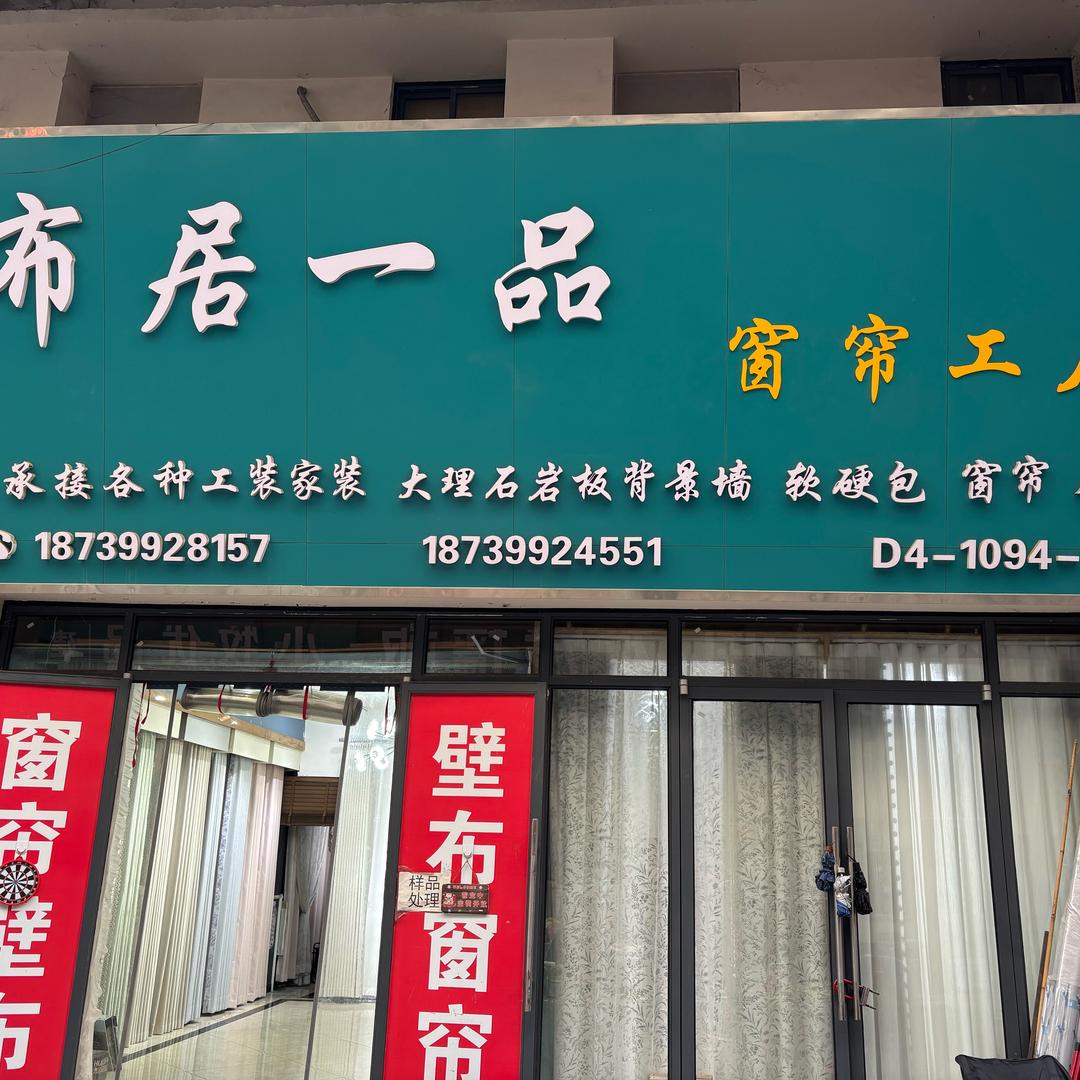 布居一品
窗帘工
承接各种工装家装 大理石岩板背景墙 软硬包 窗帘
18739928157 18739924551 D4-1094-
窗帘壁布
壁布窗帘
样品
处理